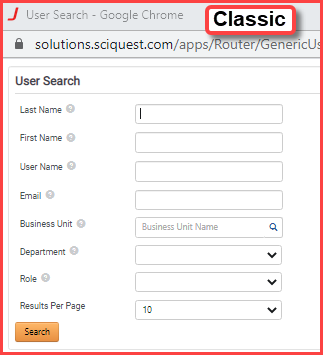 User Search - Google Chrome
Classic
solutions.sciquest.com/apps/Router/GenericUs
User Search
Last Name ?
First Name ?
User Name ?
Email ?
Business Unit ? Business Unit Name
Department ?
Role ?
Results Per Page 10
Search